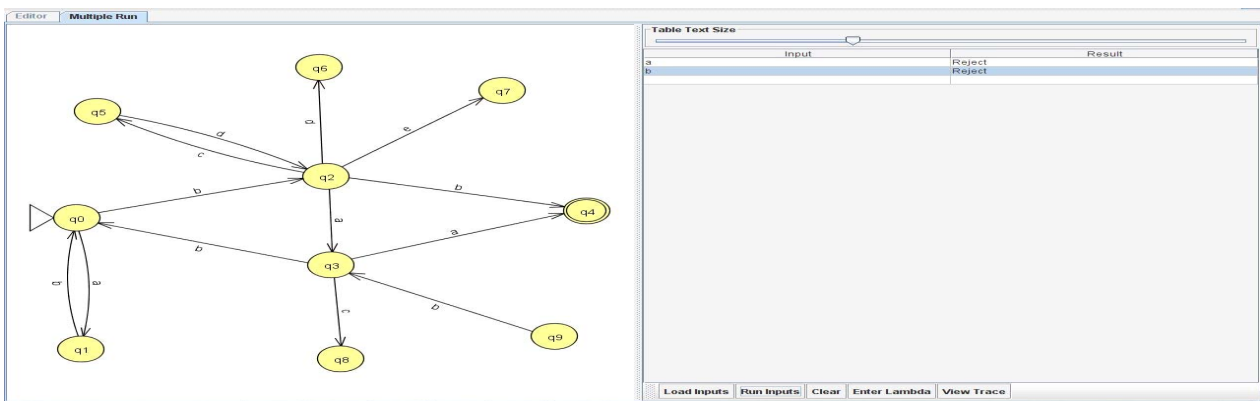 Editor
Multiple Run
Table Text Size
Input
Result
a
Reject
b
Reject
q6
q7
q5
d
e
c
q2
b
b
q4
q0
a
a
b
q3
a
b
c
b
q9
q1
q8
Load Inputs
Run Inputs
Clear
Enter Lambda
View Trace